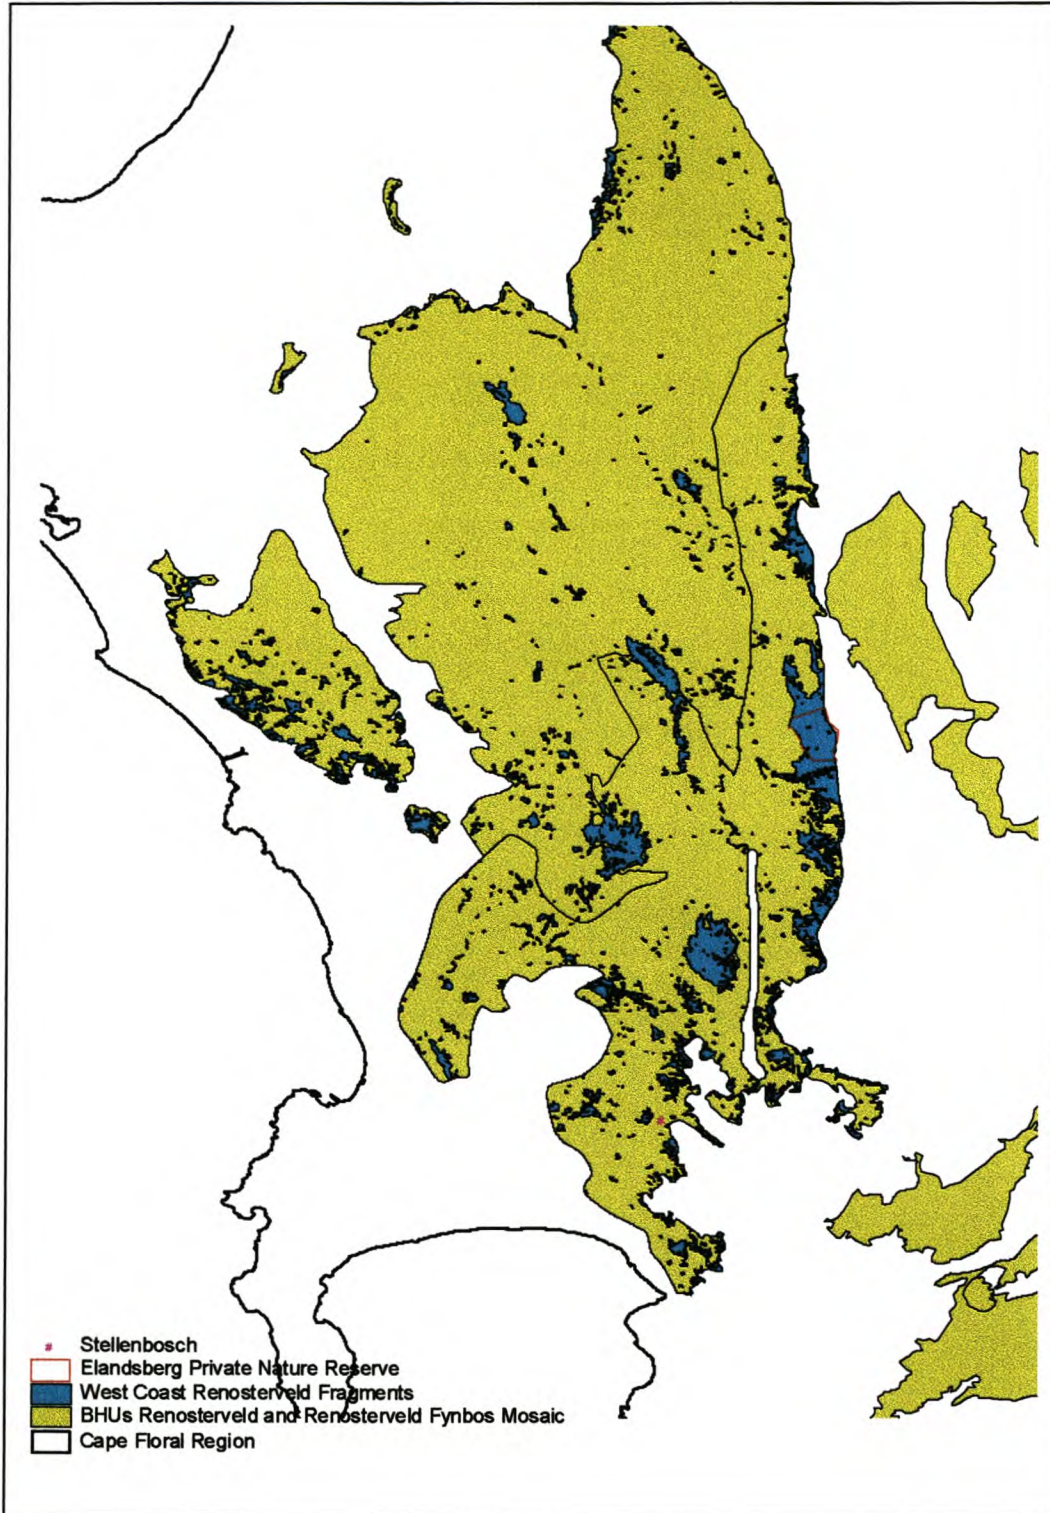 Stellenbosch
Elandsberg Private Nature Reserve
West Coast Renosterveld Fragments
BHUs Renosterveld and Renosterveld Fynbos Mosaic
Cape Floral Region